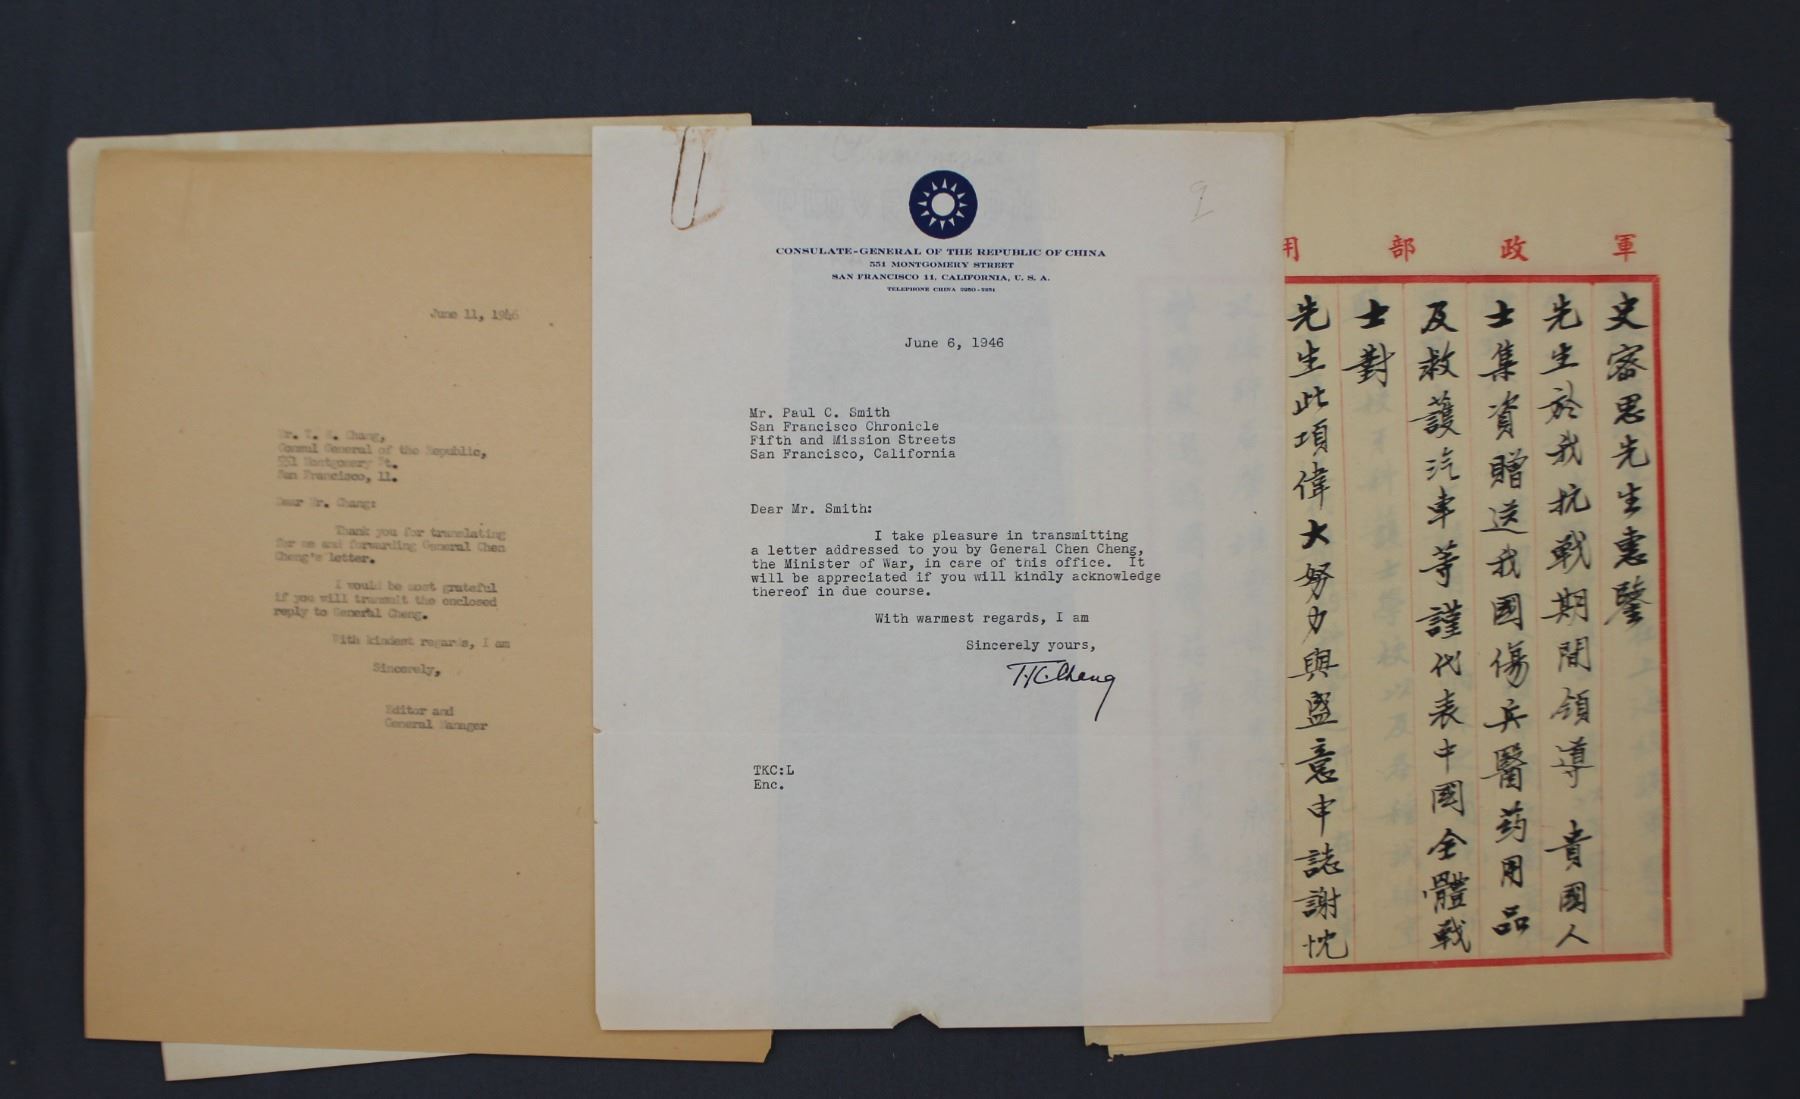 June 11, 1946
Mr. T. K. Chang,
Consul General of the Republic,
551 Montgomery St.
San Francisco, 11.
Dear Mr. Chang:
Thank you for translating
for me and forwarding General Chen
Cheng's letter.
I would be most grateful
if you will transmit the enclosed
reply to General Cheng.
With kindest regards, I am
Sincerely,
Editor and
General Manager
CONSULATE-GENERAL OF THE REPUBLIC OF CHINA
551 MONTGOMERY STREET
SAN FRANCISCO 11, CALIFORNIA, U. S. A.
TELEPHONE CHINA 2250-2251
June 6, 1946
Mr. Paul C. Smith
San Francisco Chronicle
Fifth and Mission Streets
San Francisco, California
Dear Mr. Smith:
I take pleasure in transmitting
a letter addressed to you by General Chen Cheng,
the Minister of War, in care of this office. It
will be appreciated if you will kindly acknowledge
thereof in due course.
With warmest regards, I am
Sincerely yours,
T.K.Chang
TKC:L
Enc.
軍政部用
史密思先生惠鑒
先生於我抗戰期間領導 貴國人
士集資贈送我國傷兵醫药用品
及救護汽車等謹代表中國全體戰
士對
先生此項偉大努力與盛意申誌謝忱